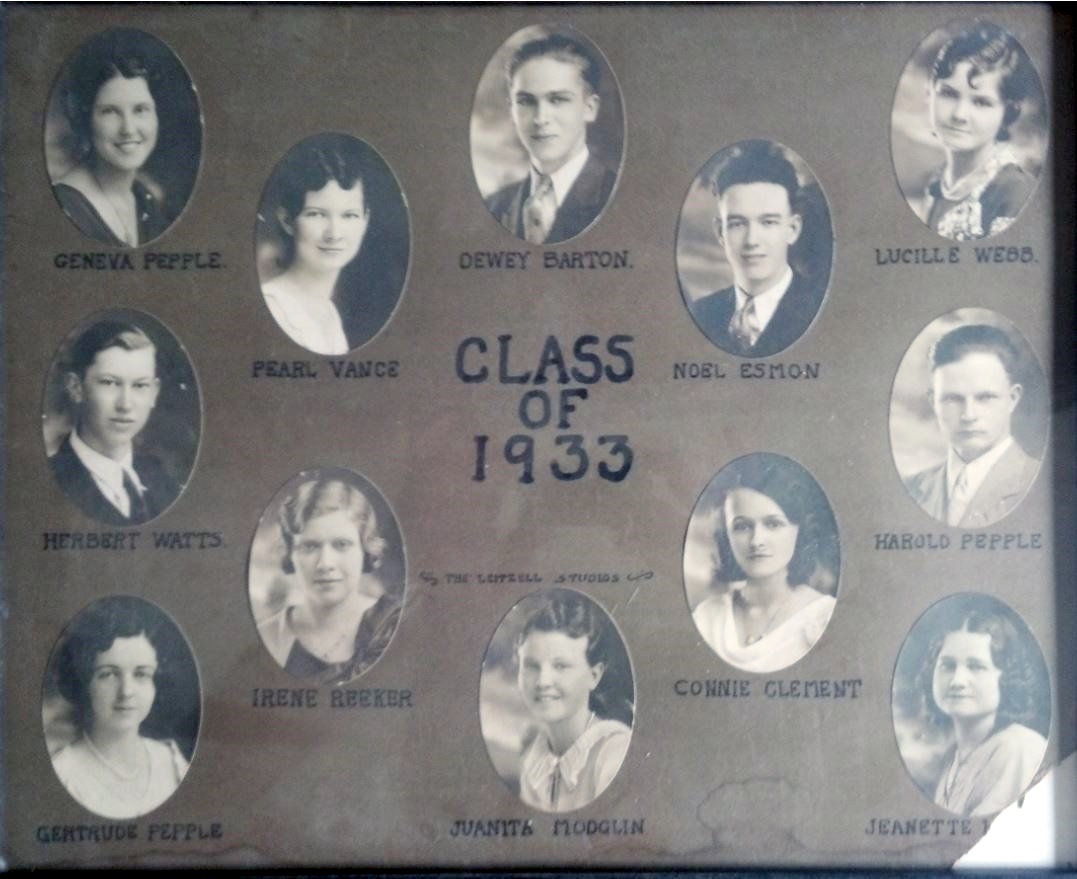 GENEVA PEPPLE.
DEWEY BARTON.
LUCILLE WEBB.
PEARL VANCE
NOEL ESMON
CLASS
OF
1933
HERBERT WATTS.
HAROLD PEPPLE
THE LEITZELL STUDIOS
IRENE REEKER
CONNIE CLEMENT
GERTRUDE PEPPLE
JUANITA MODGLIN
JEANETTE